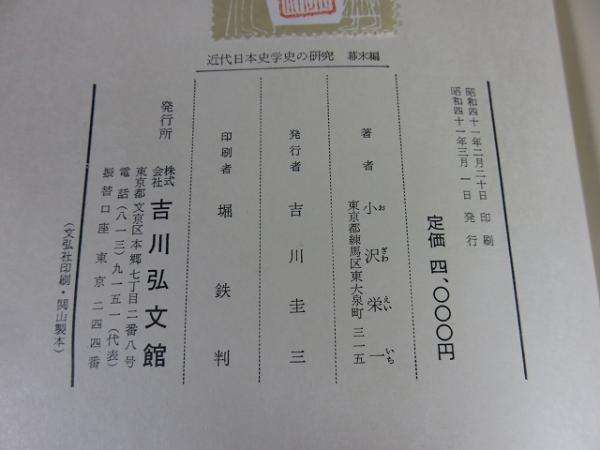 近代日本史学史の研究 幕末編
昭和四十一年二月二十日 印刷
昭和四十一年三月一日 発行
定価 四、〇〇〇円
著者 小沢栄一
お ざわ えい いち
東京都練馬区東大泉町三一五
発行者 吉川圭三
印刷者 堀鉄判
発行所 株式会社 吉川弘文館
東京都文京区本郷七丁目二番八号
電話(八一三)九一五一(代表)
振替口座東京二四四番
(文弘社印刷・関山製本)